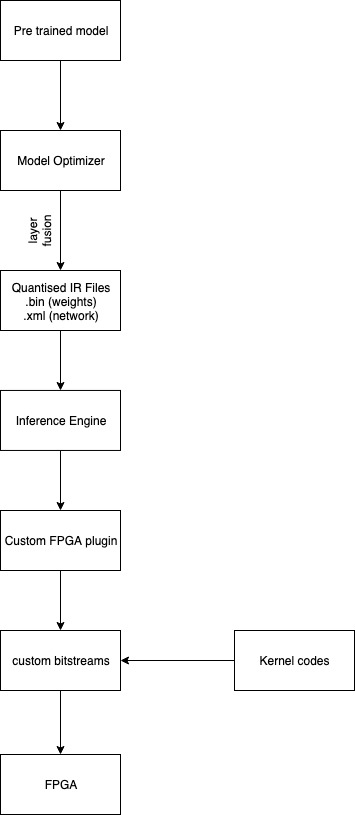 Pre trained model
Model Optimizer
layer
fusion
Quantised IR Files
.bin (weights)
.xml (network)
Inference Engine
Custom FPGA plugin
custom bitstreams
Kernel codes
FPGA